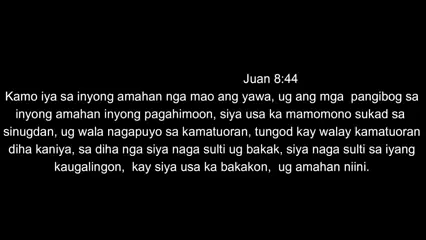 Juan 8:44
Kamo iya sa inyong amahan nga mao ang yawa, ug ang mga pangibog sa
inyong amahan inyong pagahimoon, siya usa ka mamomono sukad sa
sinugdan, ug wala nagapuyo sa kamatuoran, tungod kay walay kamatuoran
diha kaniya, sa diha nga siya naga sulti ug bakak, siya naga sulti sa iyang
kaugalingon, kay siya usa ka bakakon, ug amahan niini.